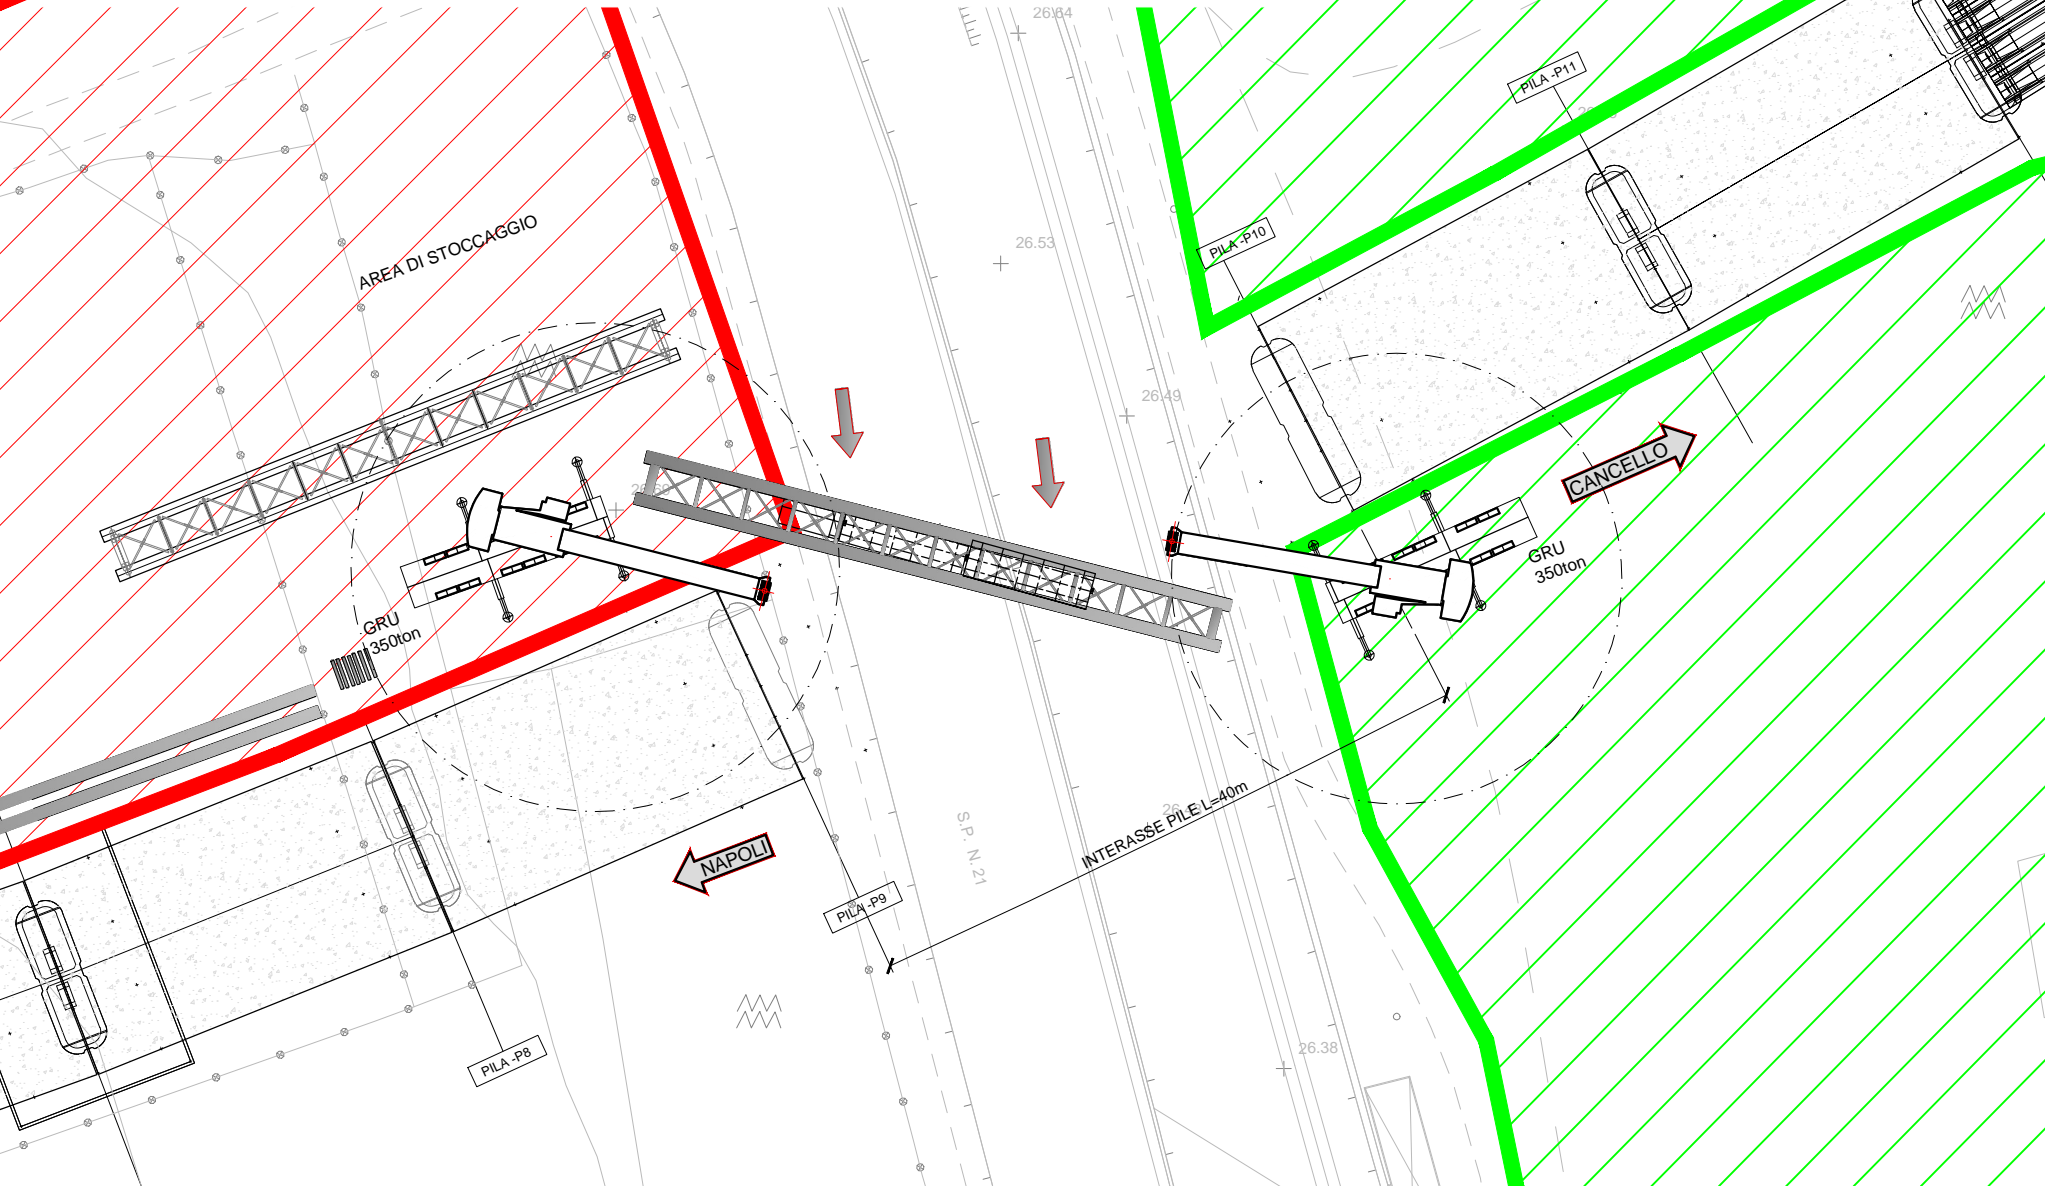 26.64
PILA -P11
26.53
PILA -P10
AREA DI STOCCAGGIO
26.49
CANCELLO
GRU
350ton
GRU
350ton
INTERASSE PILE L=40m
S.P. N. 21
NAPOLI
PILA -P9
PILA -P8
26.38